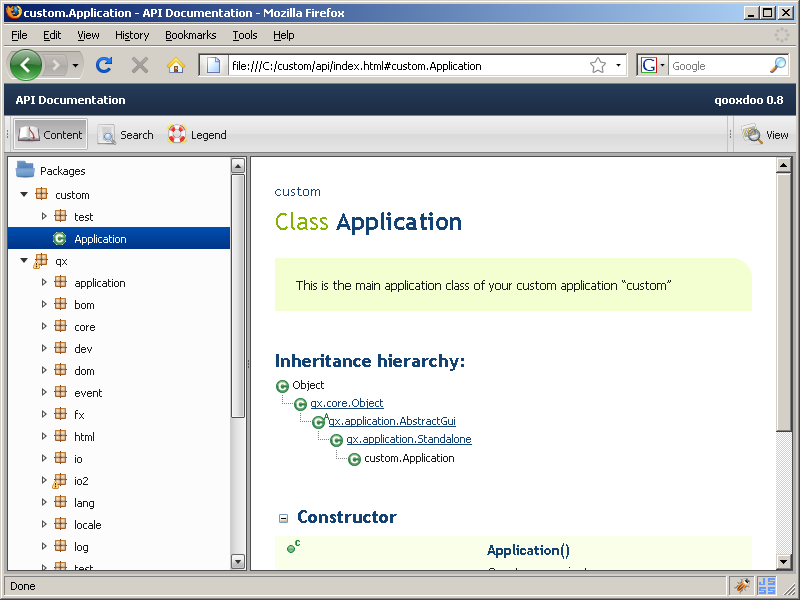 custom.Application - API Documentation - Mozilla Firefox
File Edit View History Bookmarks Tools Help
file:///C:/custom/api/index.html#custom.Application
G Google
API Documentation
qooxdoo 0.8
Content Search Legend
View
Packages
custom
test
Application
qx
application
bom
core
dev
dom
event
fx
html
io
io2
lang
locale
log
test
custom
Class Application
This is the main application class of your custom application “custom”
Inheritance hierarchy:
Object
qx.core.Object
qx.application.AbstractGui
qx.application.Standalone
custom.Application
Constructor
Application()
Done